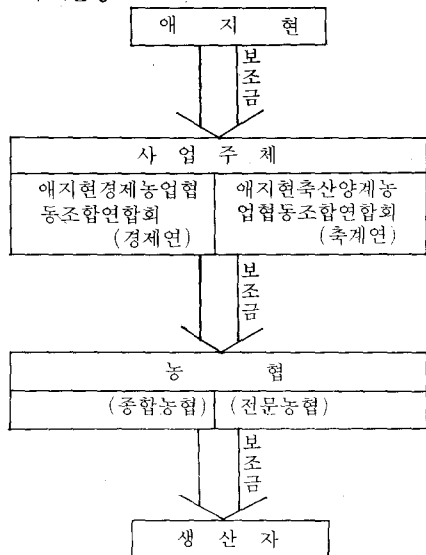 애 지 현
보조금
사 업 주 체
애지현경제농업협
동조합연합회
(경제연)
애지현축산양계농
업협동조합연합회
(축계연)
보조금
농 협
(종합농협)
(전문농협)
보조금
생 산 자